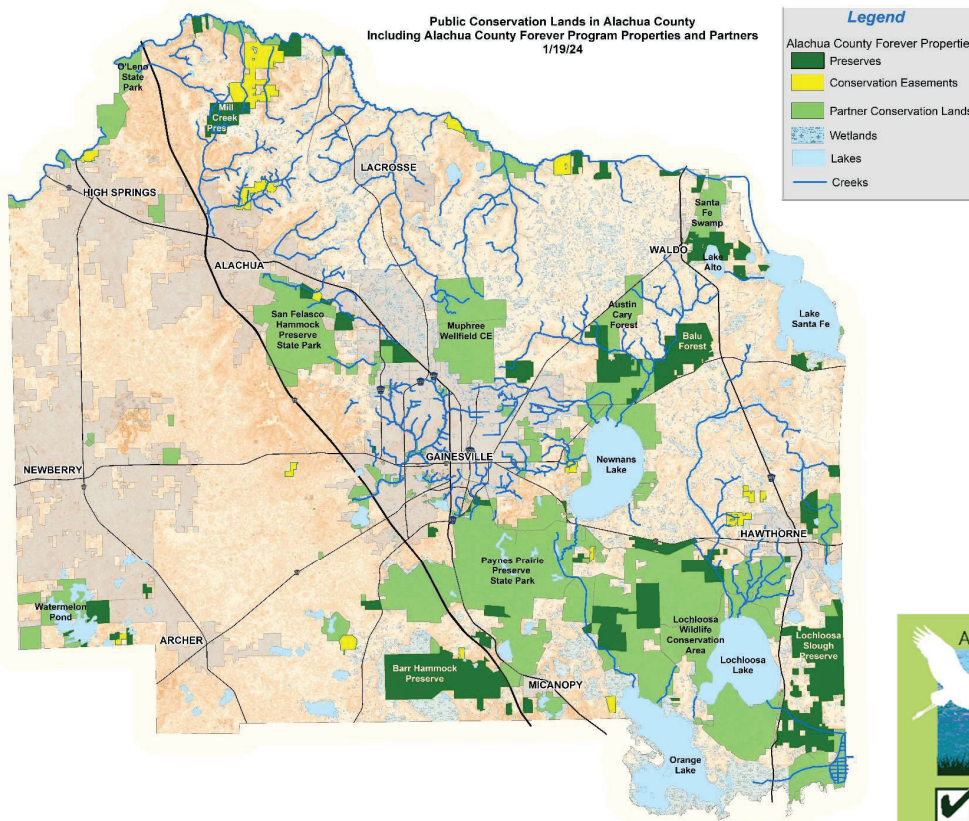 Public Conservation Lands in Alachua County
Including Alachua County Forever Program Properties and Partners
1/19/24
Legend
Alachua County Forever Propertie
Preserves
Conservation Easements
Partner Conservation Lands
Wetlands
Lakes
Creeks
O'Leno
State
Park
Mill
Creek
Pres
LACROSSE
HIGH SPRINGS
Santa
Fe
Swamp
WALDO
Lake
Alto
ALACHUA
Lake
Santa Fe
San Felasco
Hammock
Preserve
State Park
Muphree
Wellfield CE
Austin
Cary
Forest
Balu
Forest
NEWBERRY
GAINESVILLE
Newnans
Lake
HAWTHORNE
Paynes Prairie
Preserve
State Park
Watermelon
Pond
ARCHER
Lochloosa
Wildlife
Conservation
Area
Lochloosa
Slough
Preserve
Lochloosa
Lake
Barr Hammock
Preserve
MICANOPY
Orange
Lake
A